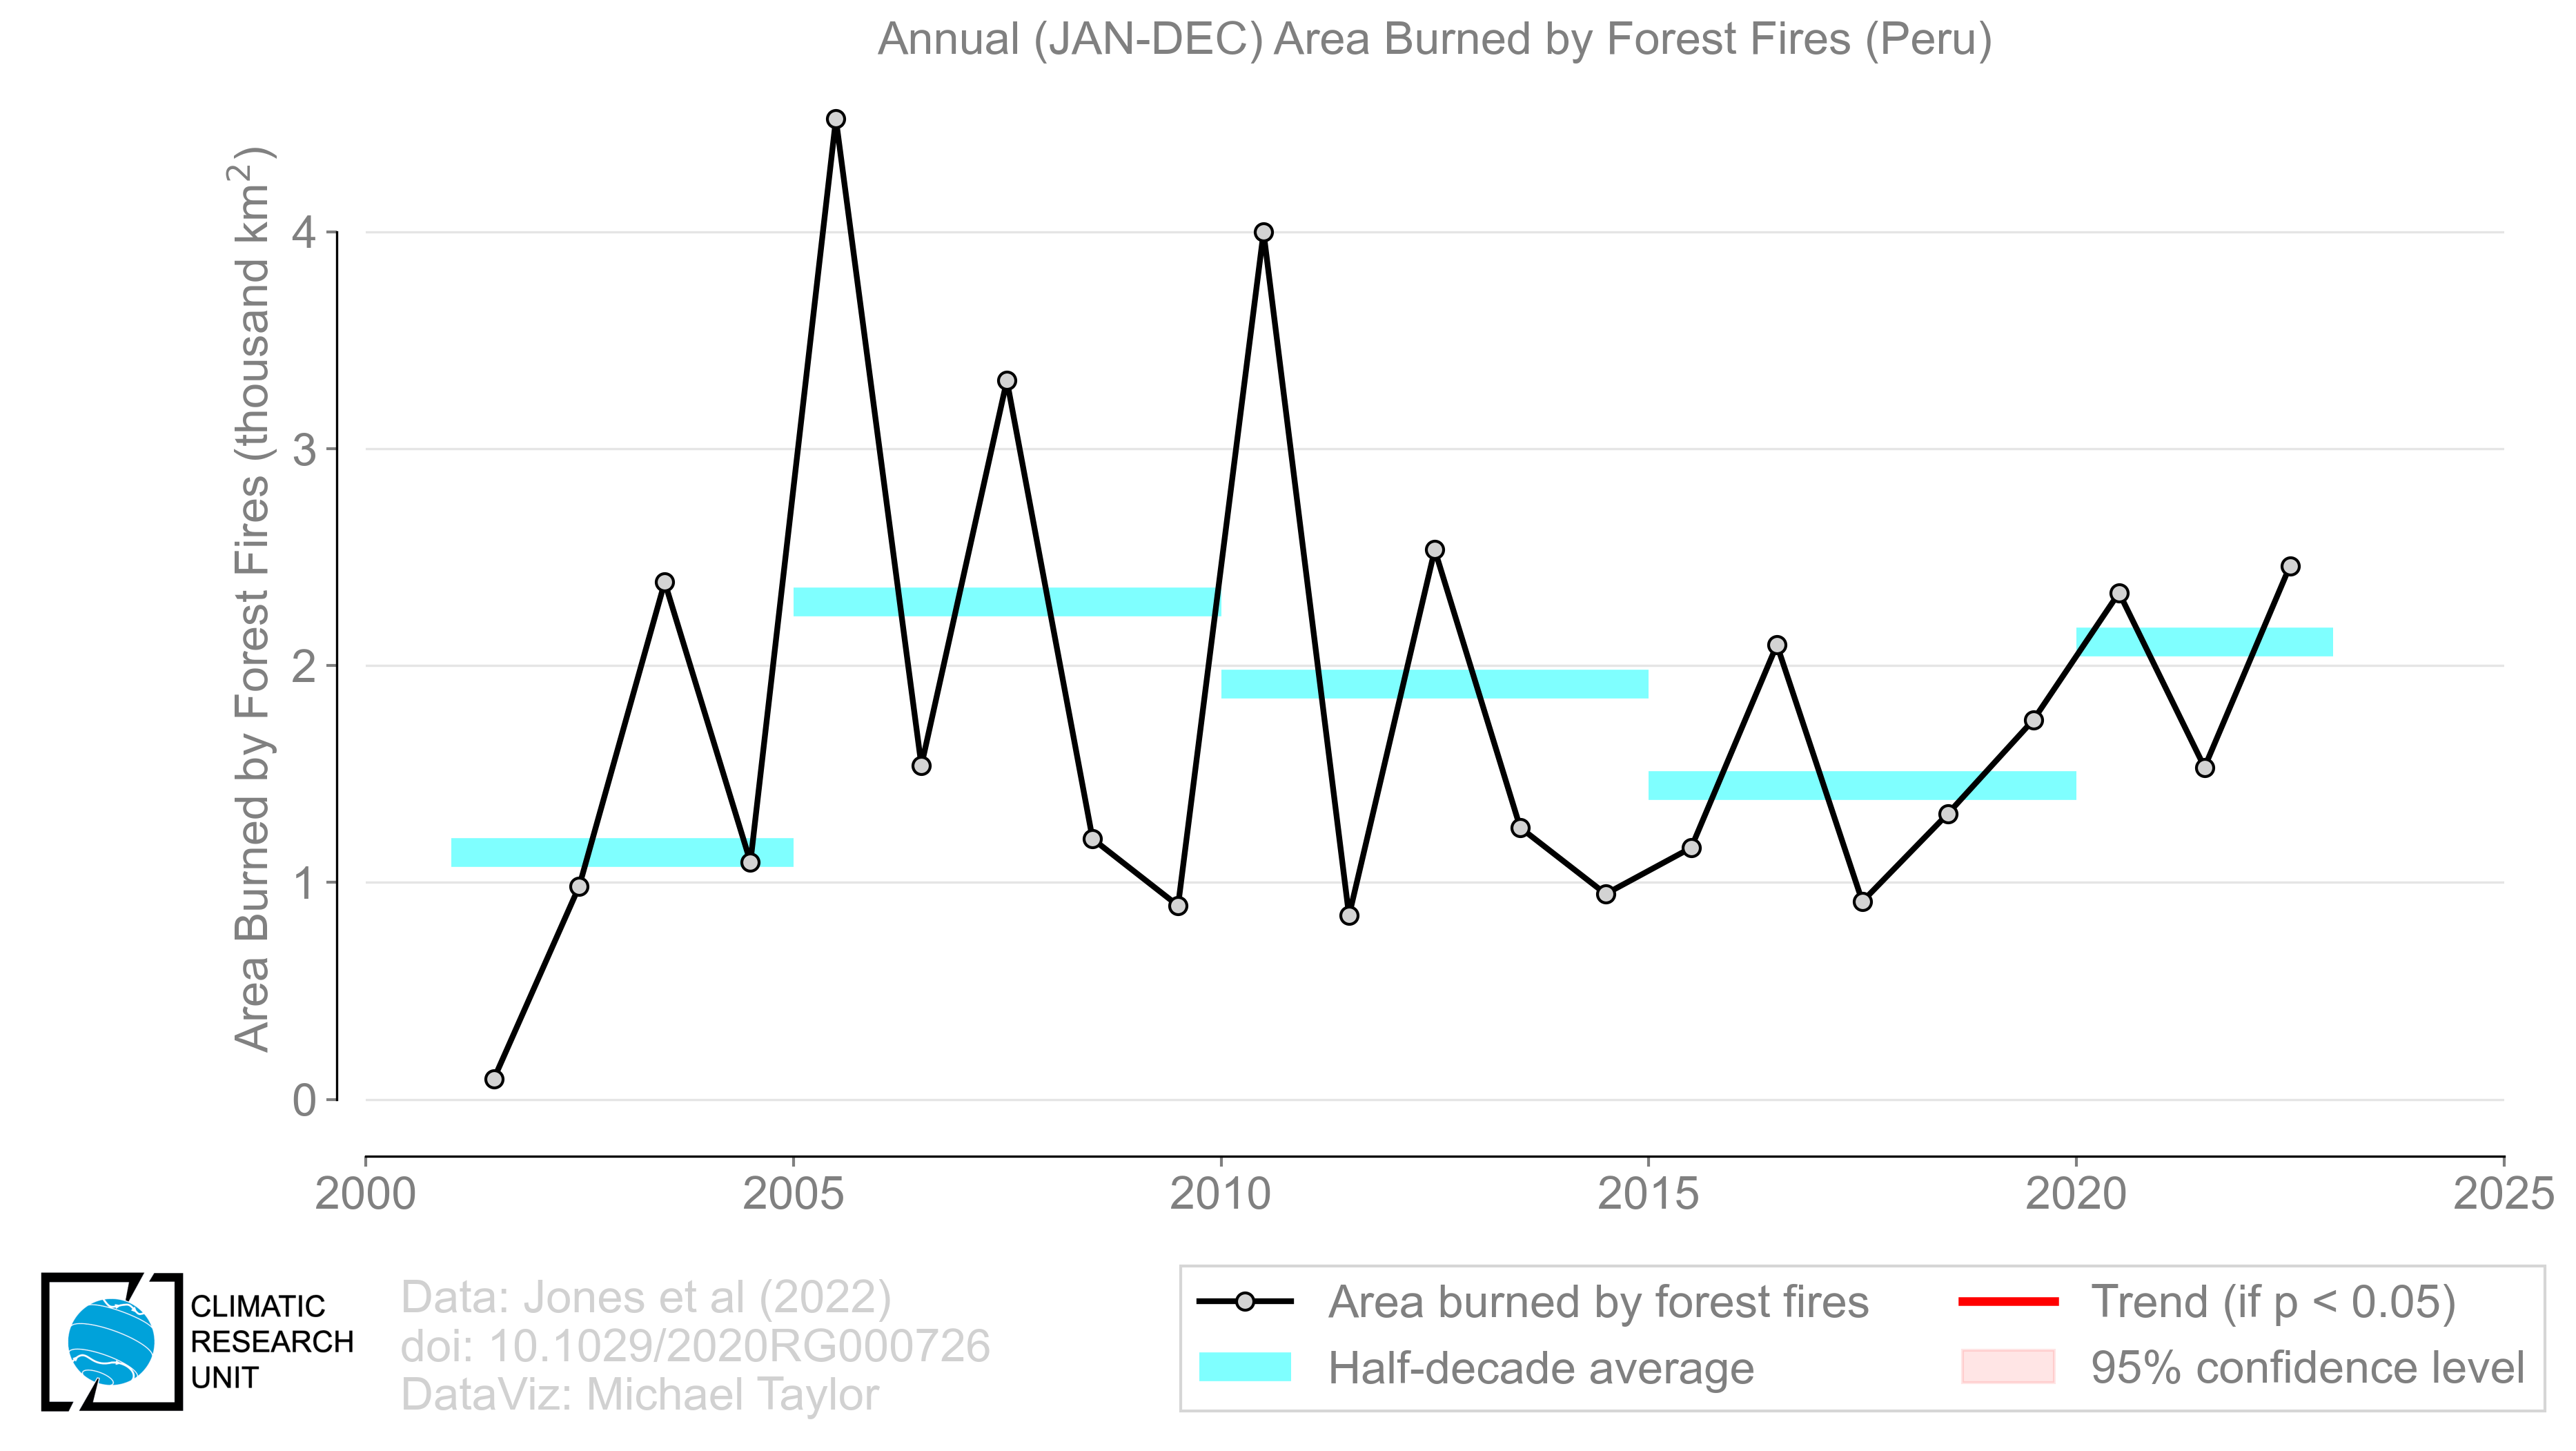 Annual (JAN-DEC) Area Burned by Forest Fires (Peru)
Area Burned by Forest Fires (thousand km²)
4
3
2
1
0
2000
2005
2010
2015
2020
2025
CLIMATIC
RESEARCH
UNIT
Data: Jones et al (2022)
doi: 10.1029/2020RG000726
DataViz: Michael Taylor
Area burned by forest fires
Half-decade average
Trend (if p < 0.05)
95% confidence level